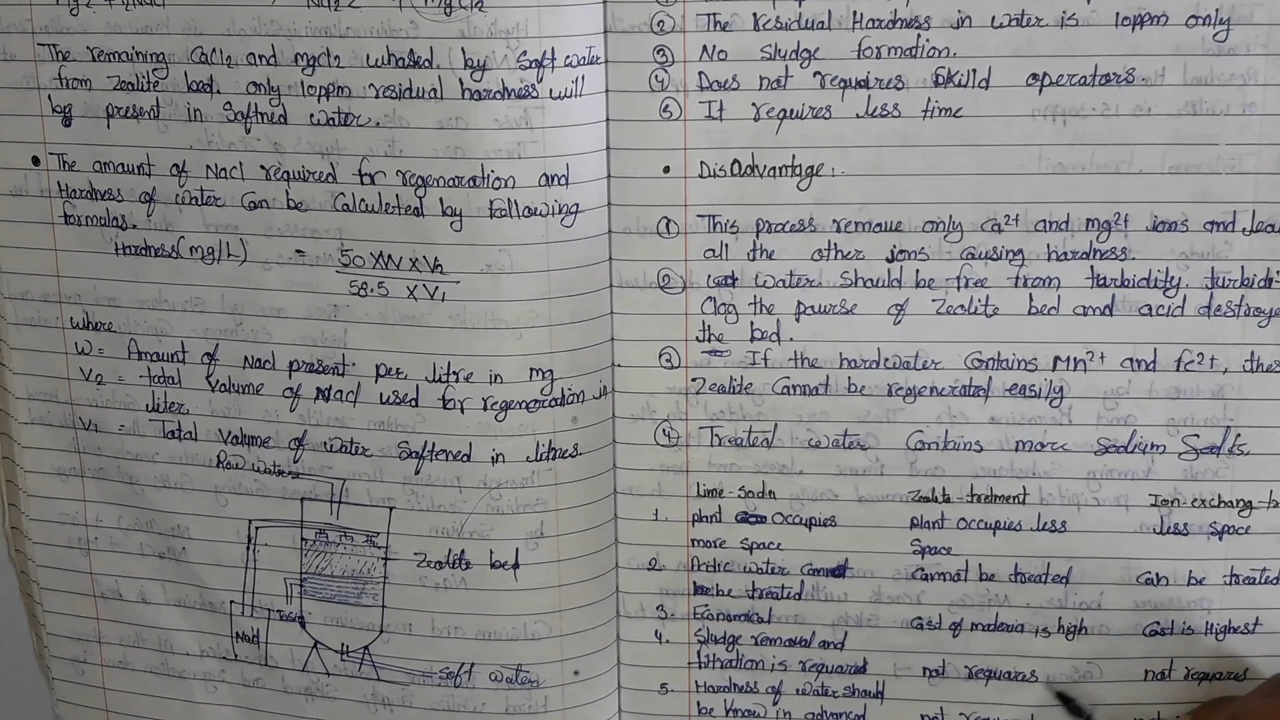 The remaining CaCl2 and mgcl2 whased. by Soft water
from Zealite bed. only 10ppm residual hardness will
be present in Softned water.
• The amount of Nacl required for regenaration and
Hardness of water Can be Calculeted by following
formulas.
Hardness(mg/L) = 50 X W X V2
58.5 X V1
where
W = Amount of Nacl present per litre in mg
V2 = total volume of Nacl used for regeneration in
liter
V1 = Total Volume of water Softened in litres.
Raw water
Zeolite bed
Nacl
Soft water
② The residual Hardness in water is 10ppm only
③ No Sludge formation.
④ Does not requires Skilld operators.
⑤ It requires less time
• DisAdvantage:.
① This process remove only Ca2+ and mg2+ ions and lea
all the other ions causing hardness.
② water should be free from turbidity. turbidi-
Clog the paurse of Zeolite bed and acid destroye
the bed.
③ If the hardwater Contains Mn2+ and fe2+, the
Zealite Cannot be regenerated easily
④ Treated water Contains more Sodium Salts.
lime-Soda Zeolite-tretment Ion-exchang-t
1. plant Occupies plant occupies less less Space
more Space Space
2. Acidic water Cannot Cannot be treated Can be treated
be treated
3. Economical Cost of materia is high Cost is Highest
4. Sludge removal and
filtration is requared not requares not requares
5. Hardness of water should
be know in advanced